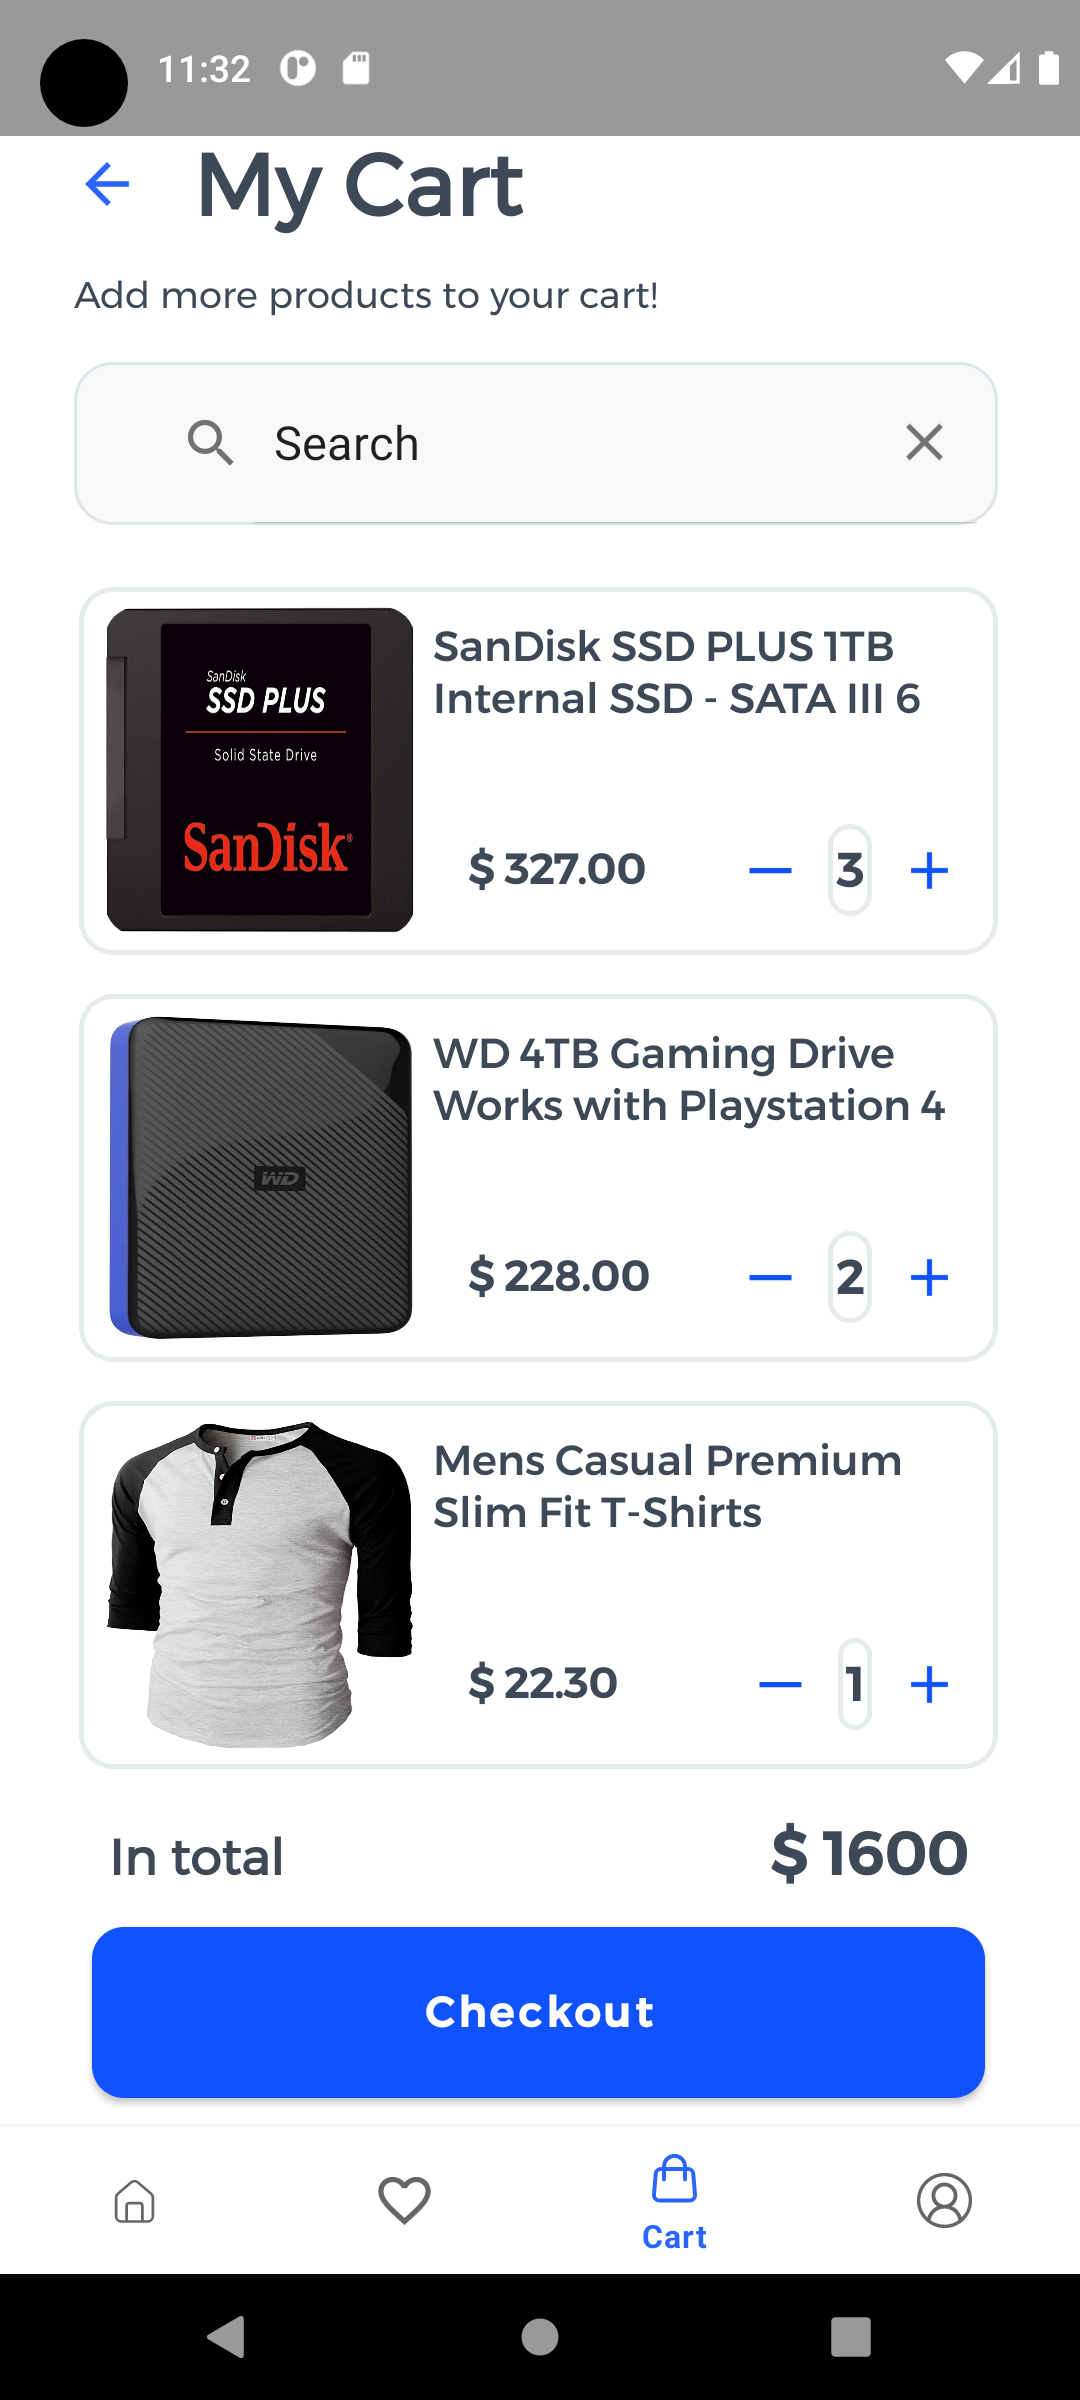 11:32
My Cart
Add more products to your cart!
Search
SanDisk
SSD PLUS
Solid State Drive
SanDisk®
SanDisk SSD PLUS 1TB
Internal SSD - SATA III 6
$ 327.00
3
WD
WD 4TB Gaming Drive
Works with Playstation 4
$ 228.00
2
Mens Casual Premium
Slim Fit T-Shirts
$ 22.30
1
In total
$ 1600
Checkout
Cart